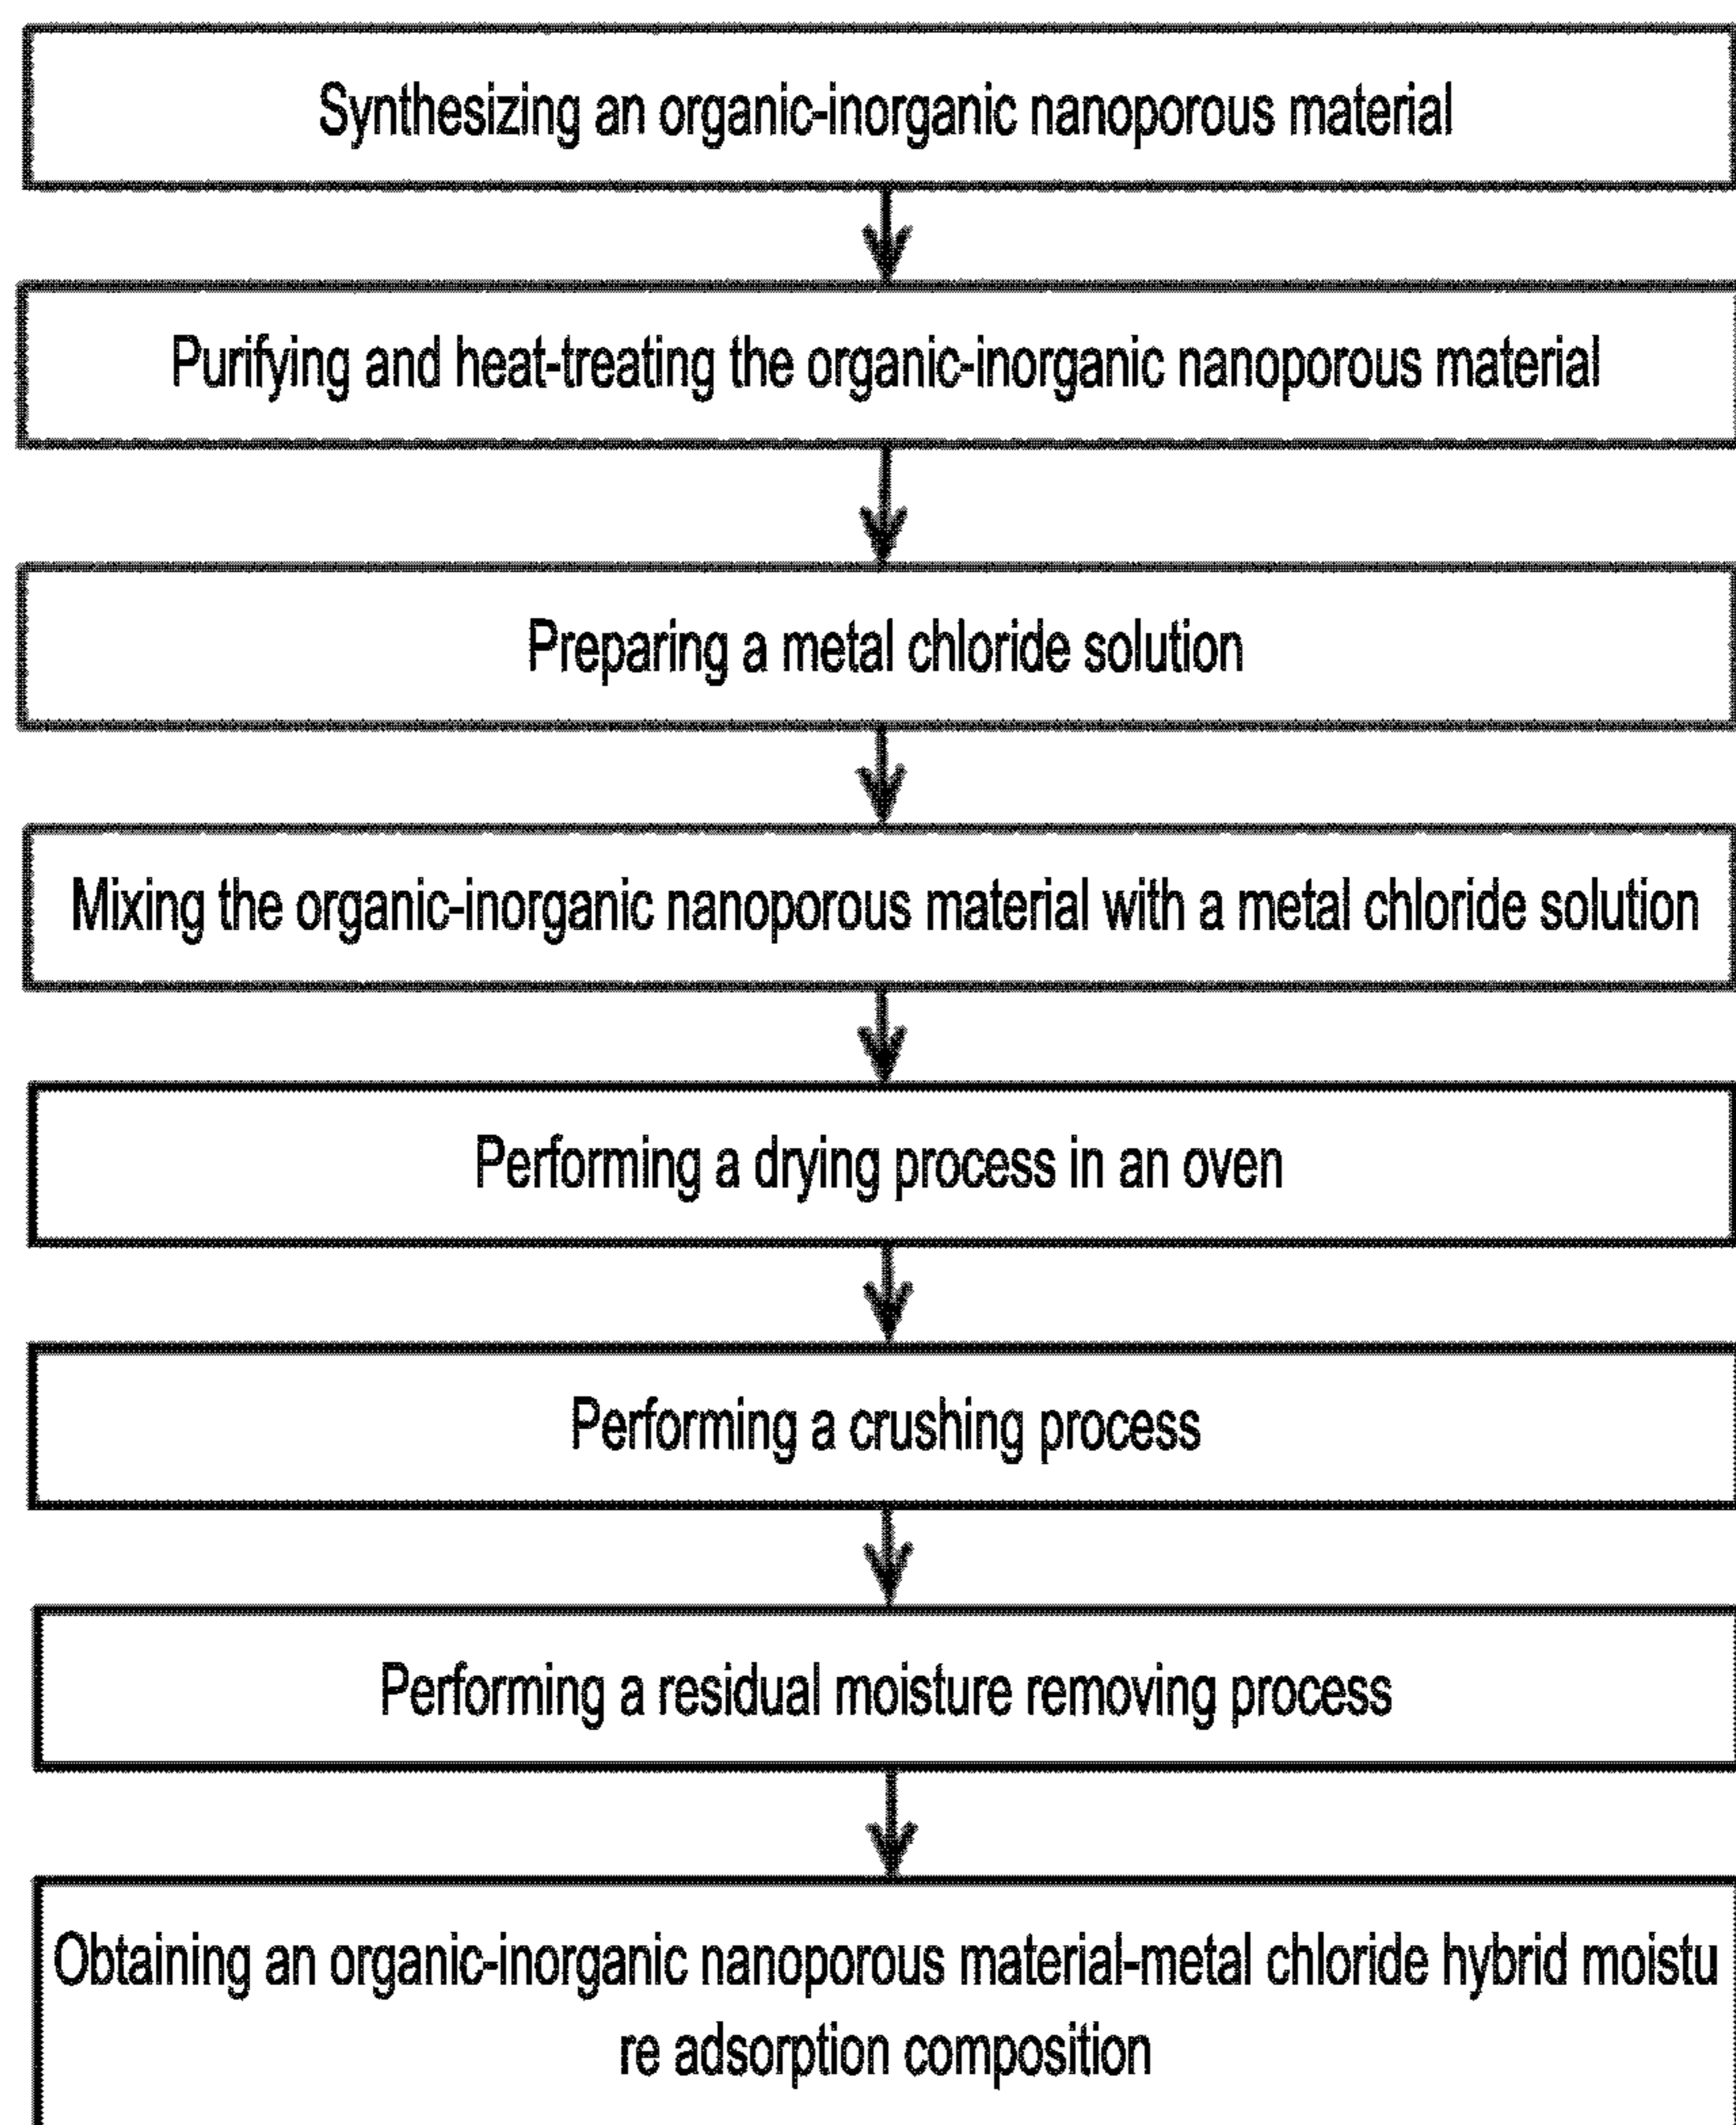 Synthesizing an organic-inorganic nanoporous material
Purifying and heat-treating the organic-inorganic nanoporous material
Preparing a metal chloride solution
Mixing the organic-inorganic nanoporous material with a metal chloride solution
Performing a drying process in an oven
Performing a crushing process
Performing a residual moisture removing process
Obtaining an organic-inorganic nanoporous material-metal chloride hybrid moistu
re adsorption composition